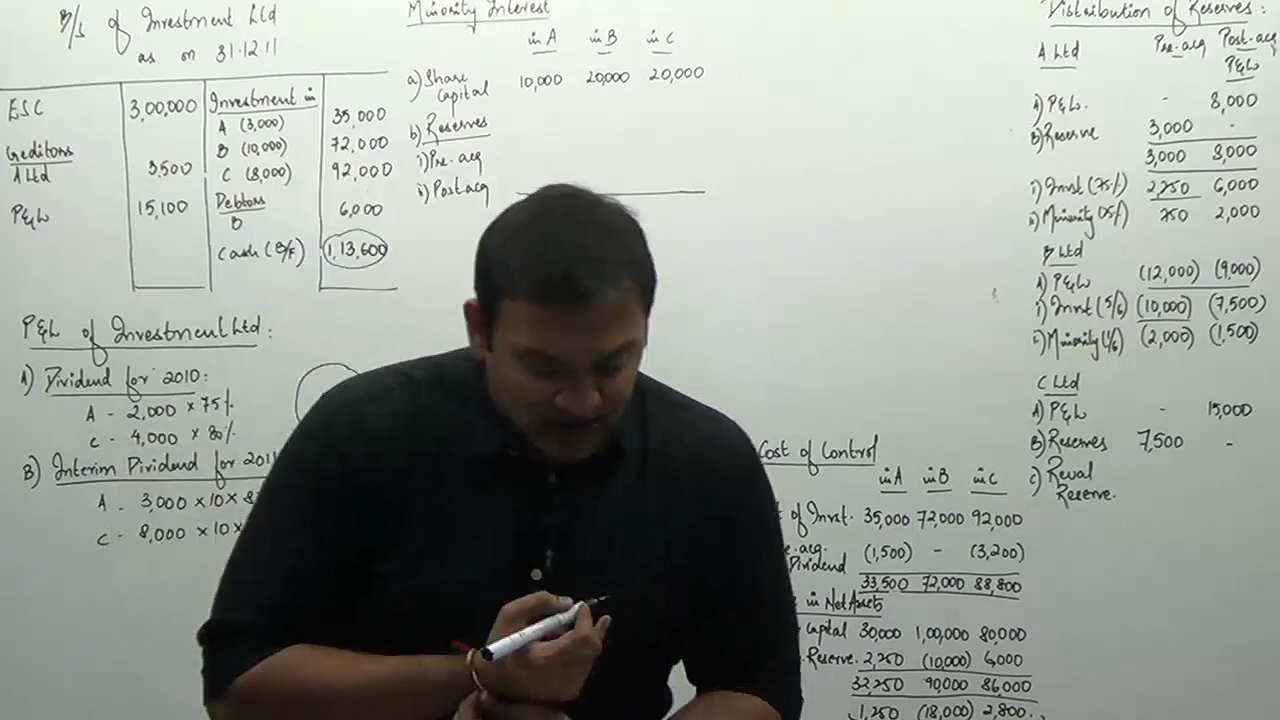 B/s of Investment Ltd
as on 31.12.11
ESC 3,00,000 Investment in
A (3,000) 35,000
Creditors B (10,000) 72,000
A Ltd 3,500 C (8,000) 92,000
P&L 15,100 Debtors
B 6,000
Cash (B/F) 1,13,600
P&L of Investment Ltd :
A) Dividend for 2010 :
A - 2,000 × 75%
C - 4,000 × 80%
B) Interim Dividend for 2011
A - 3,000 × 10 × 8
C - 8,000 × 10 ×
Minority Interest
in A in B in C
a) Share Capital 10,000 20,000 20,000
b) Reserves
i) Pre-acq
ii) Post acq
Cost of Control
in A in B in C
of Invst. 35,000 72,000 92,000
e.acq. Dividend (1,500) - (3,200)
33,500 72,000 88,800
in Net Assets
Capital 30,000 1,00,000 80,000
Reserve. 2,250 (10,000) 6,000
32,250 90,000 86,000
1,250 (18,000) 2,800
Distribution of Reserves :
A Ltd Pre-acq Post-acq
P&L
A) P&L. - 8,000
B) Reserve 3,000 -
3,000 8,000
i) Invst (75%) 2,250 6,000
ii) Minority (25%) 750 2,000
B Ltd
A) P&L (12,000) (9,000)
i) Invst (5/6) (10,000) (7,500)
ii) Minority (1/6) (2,000) (1,500)
C Ltd
A) P&L - 15,000
B) Reserves 7,500 -
c) Reval Reserve.